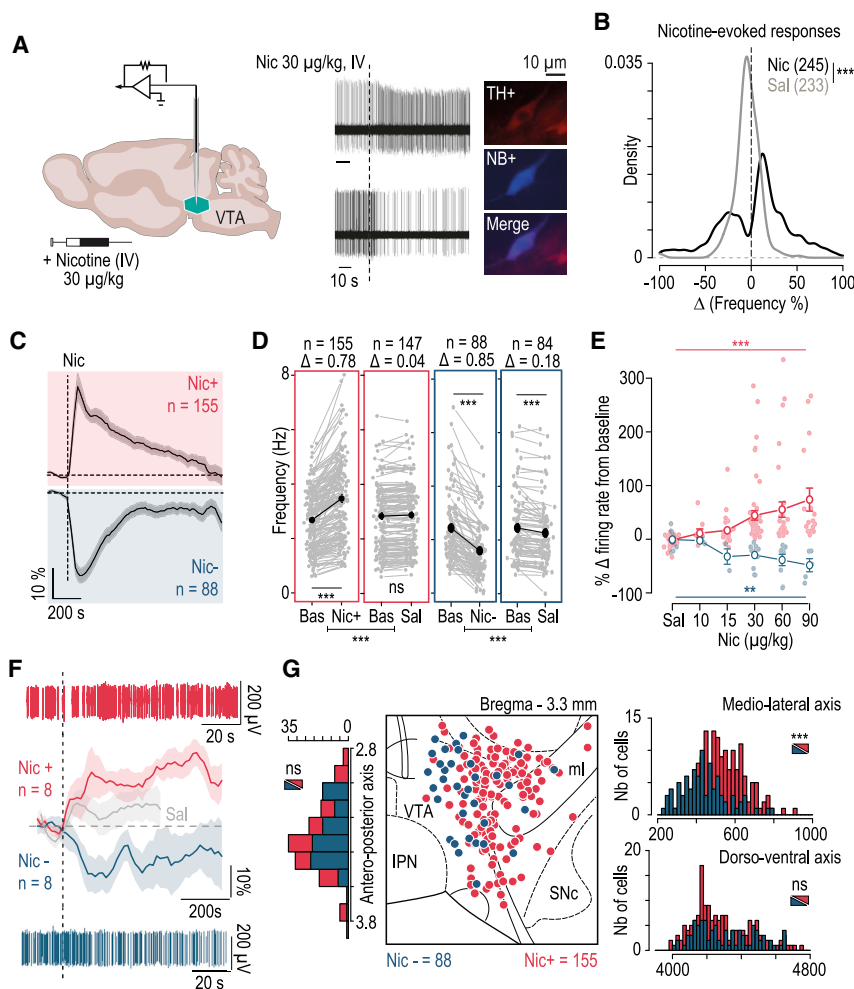 A
Nic 30 µg/kg, IV
10 µm
TH+
NB+
Merge
VTA
+ Nicotine (IV)
30 µg/kg
10 s
B
Nicotine-evoked responses
0.035
Nic (245)
Sal (233)
***
Density
0
-100
-50
0
50
100
Δ (Frequency %)
C
Nic
Nic+
n = 155
Nic-
n = 88
10 %
200 s
D
n = 155
Δ = 0.78
n = 147
Δ = 0.04
n = 88
Δ = 0.85
n = 84
Δ = 0.18
8
4
0
Frequency (Hz)
***
ns
***
***
Bas Nic+
Bas Sal
Bas Nic-
Bas Sal
***
***
E
***
300
200
100
0
-100
% Δ firing rate from baseline
**
Sal 10 15 30 60 90
Nic (µg/kg)
F
200 µV
20 s
Nic +
n = 8
Sal
Nic -
n = 8
10%
200s
200 µV
20 s
G
35
0
ns
2.8
3.8
Antero-posterior axis
Bregma - 3.3 mm
ml
VTA
IPN
SNc
Nic - = 88
Nic+ = 155
Medio-lateral axis
15
10
5
0
Nb of cells
***
200
600
1000
Dorso-ventral axis
20
10
0
Nb of cells
ns
4000
4800